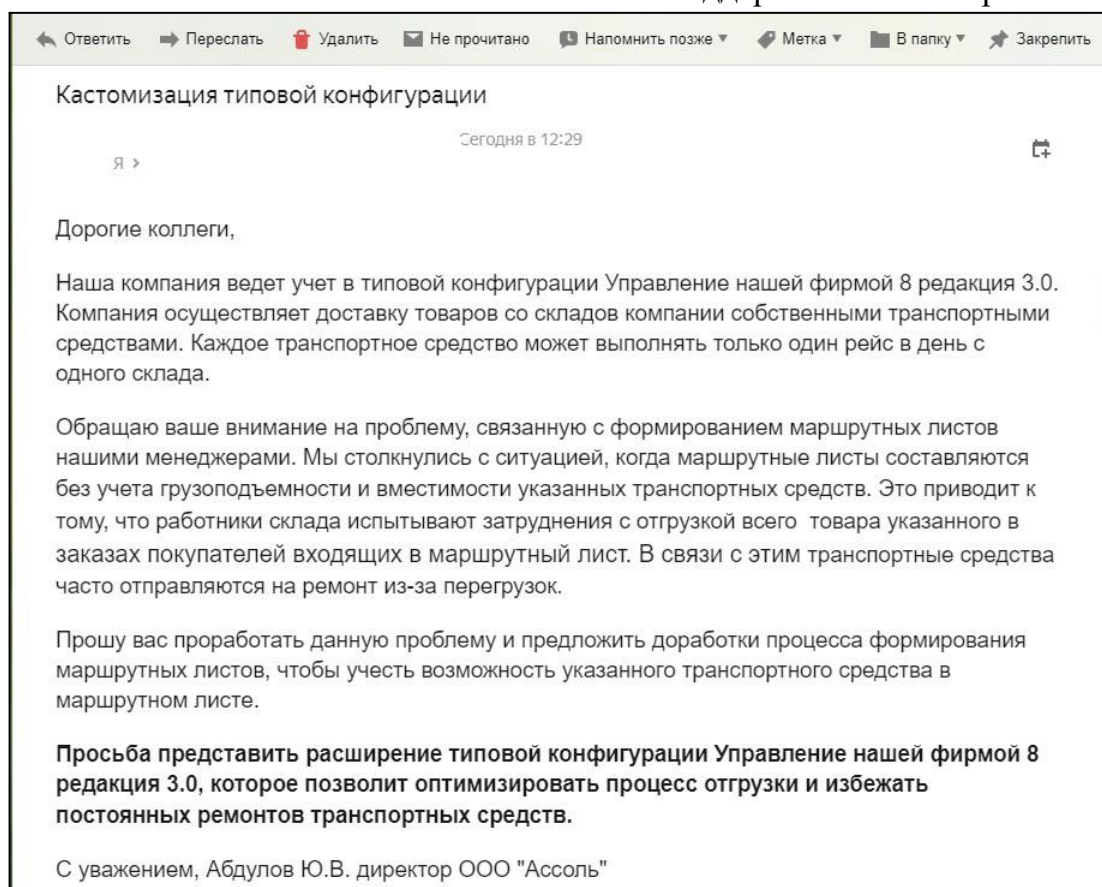 Ответить Переслать Удалить Не прочитано Напомнить позже Метка В папку Закрепить
Кастомизация типовой конфигурации
Сегодня в 12:29
Я >
Дорогие коллеги,
Наша компания ведет учет в типовой конфигурации Управление нашей фирмой 8 редакция 3.0.
Компания осуществляет доставку товаров со складов компании собственными транспортными
средствами. Каждое транспортное средство может выполнять только один рейс в день с
одного склада.
Обращаю ваше внимание на проблему, связанную с формированием маршрутных листов
нашими менеджерами. Мы столкнулись с ситуацией, когда маршрутные листы составляются
без учета грузоподъемности и вместимости указанных транспортных средств. Это приводит к
тому, что работники склада испытывают затруднения с отгрузкой всего товара указанного в
заказах покупателей входящих в маршрутный лист. В связи с этим транспортные средства
часто отправляются на ремонт из-за перегрузок.
Прошу вас проработать данную проблему и предложить доработки процесса формирования
маршрутных листов, чтобы учесть возможность указанного транспортного средства в
маршрутном листе.
Просьба представить расширение типовой конфигурации Управление нашей фирмой 8
редакция 3.0, которое позволит оптимизировать процесс отгрузки и избежать
постоянных ремонтов транспортных средств.
С уважением, Абдулов Ю.В. директор ООО "Ассоль"